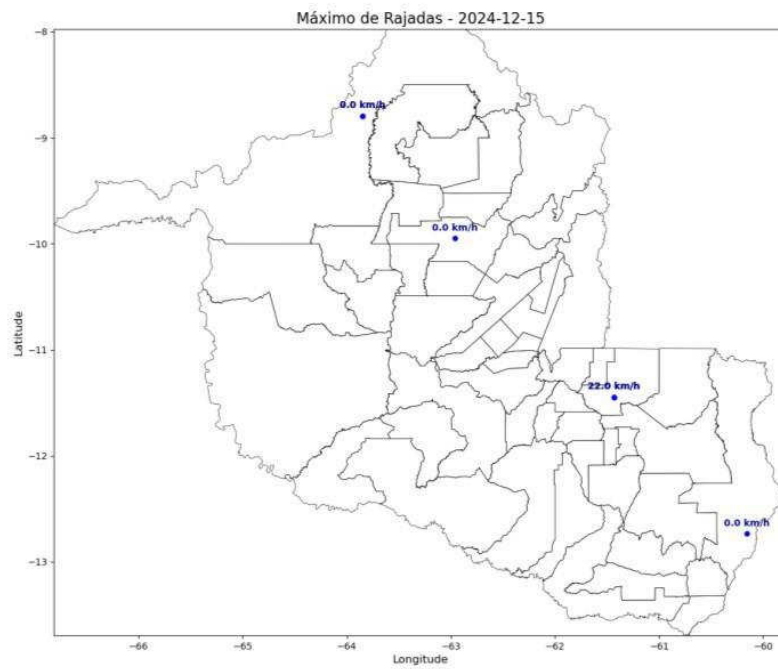 Máximo de Rajadas - 2024-12-15
−8
0.0 km/h
−9
0.0 km/h
−10
−11
22.0 km/h
−12
0.0 km/h
−13
Latitude
−66
−65
−64
−63
−62
−61
−60
Longitude